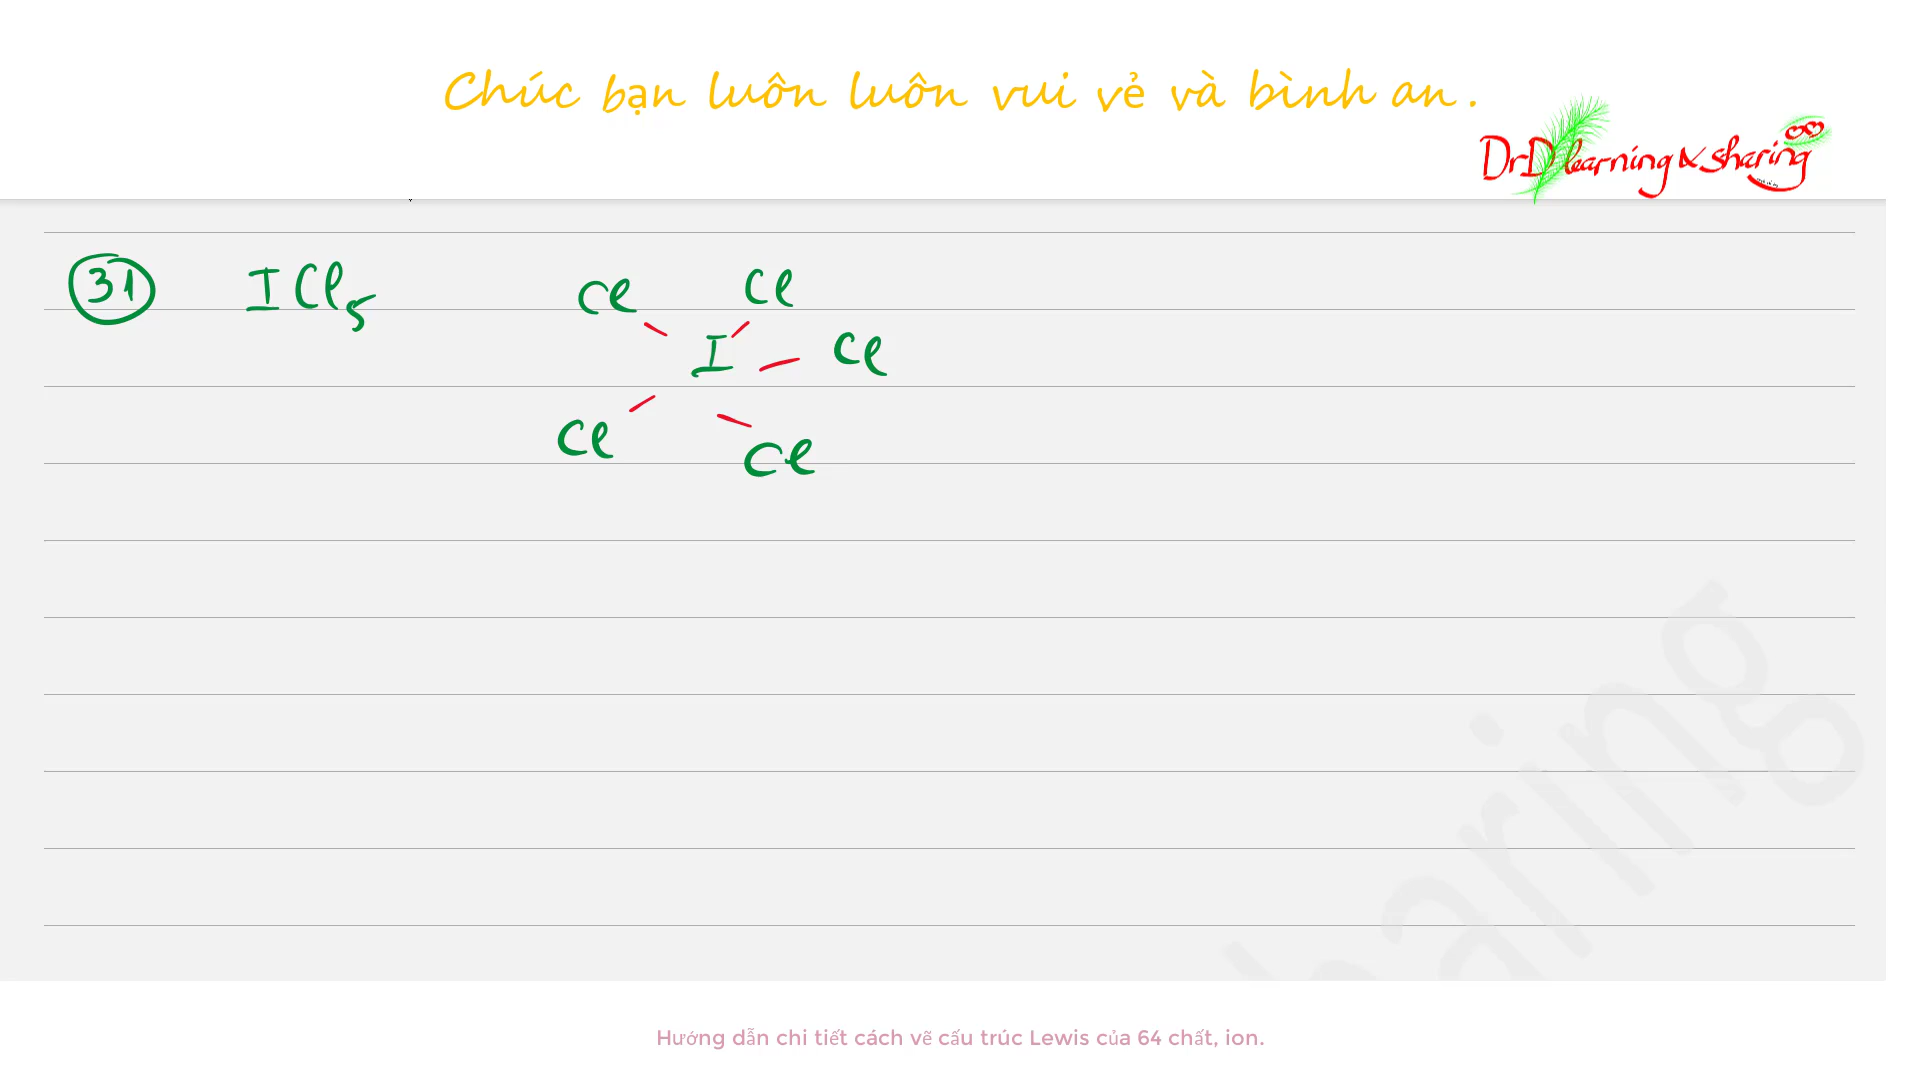 Chúc bạn luôn luôn vui vẻ và bình an.
DrD learning & sharing
31 ICl5
Cl Cl
I Cl
Cl Cl
haring
Hướng dẫn chi tiết cách vẽ cấu trúc Lewis của 64 chất, ion.